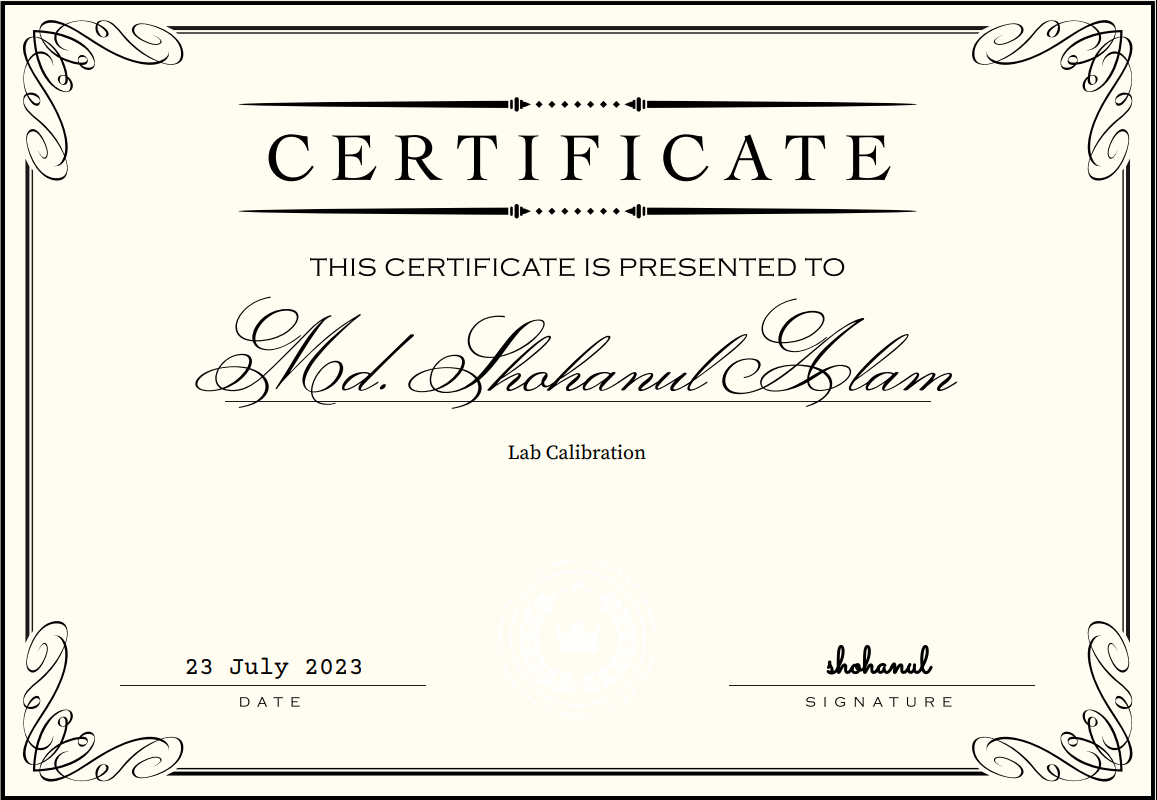 CERTIFICATE
THIS CERTIFICATE IS PRESENTED TO
Md. Shohanul Alam
Lab Calibration
23 July 2023
DATE
shohanul
SIGNATURE